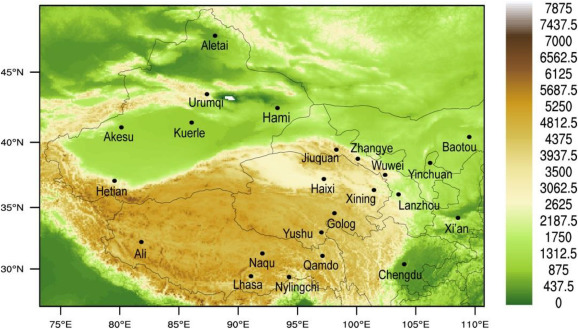 45°N
40°N
35°N
30°N
75°E 80°E 85°E 90°E 95°E 100°E 105°E 110°E
Aletai
Urumqi
Hami
Akesu
Kuerle
Hetian
Jiuquan
Zhangye
Wuwei
Baotou
Yinchuan
Haixi
Xining
Lanzhou
Golog
Yushu
Xi'an
Ali
Naqu
Qamdo
Chengdu
Lhasa
Nylingchi
7875
7437.5
7000
6562.5
6125
5687.5
5250
4812.5
4375
3937.5
3500
3062.5
2625
2187.5
1750
1312.5
875
437.5
0